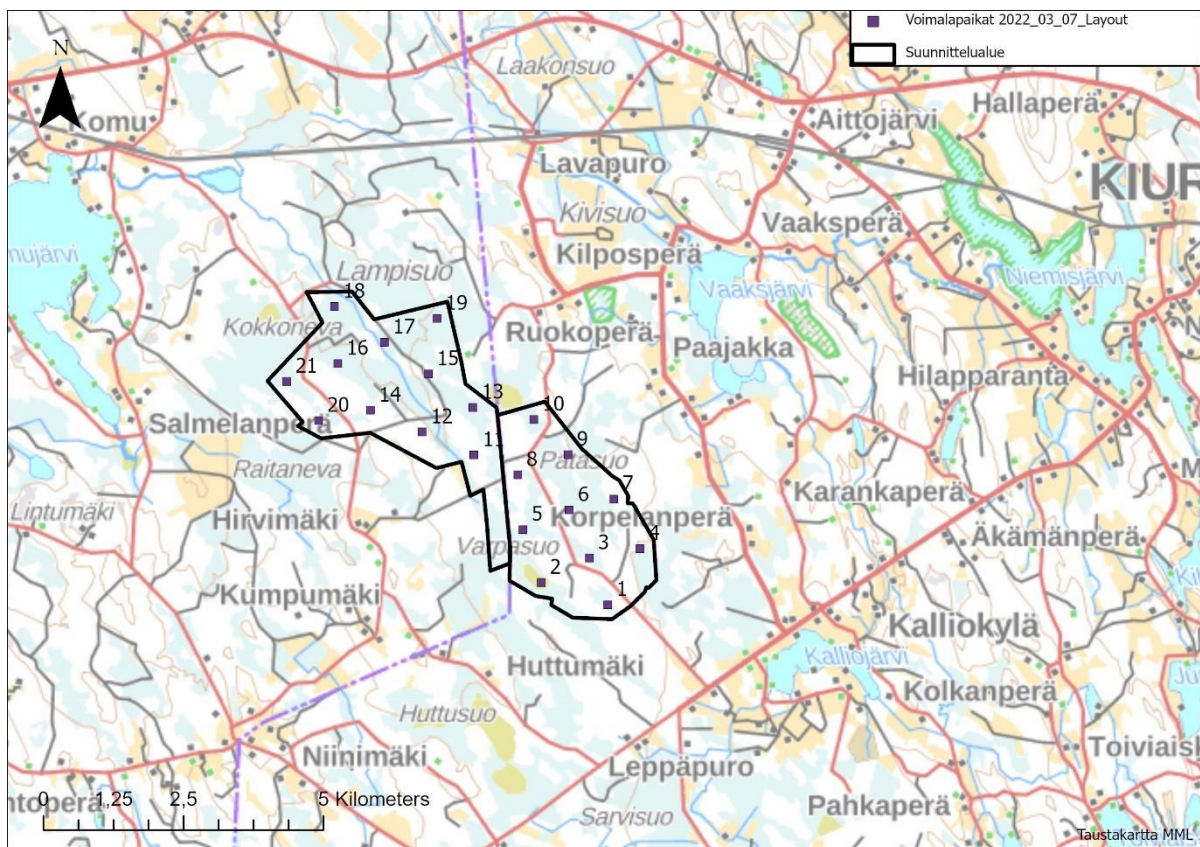 Voimalapaikat 2022_03_07_Layout
Suunnittelualue
N
Laakonsuo
Hallaperä
Komu
Aittojärvi
Lavapuro
KIUR
Kivisuo
Vaaksperä
Kilposperä
mujärvi
Lampisuo
Niemisjärvi
Vaaksjärvi
18
19
Kokkoneva
17
Ruokoperä
Paajakka
16
15
21
Hilapparanta
13
14
20
12
10
Salmelanperä
11
9
Patasuo
Raitaneva
8
7
Karankaperä
6
Lintumäki
Hirvimäki
5
Korpelanperä
Äkämänperä
Varpasuo
4
3
2
Kumpumäki
1
Kalliokylä
Kalliojärvi
Huttumäki
Kolkanperä
Huttusuo
Niinimäki
Toiviais
Leppäpuro
0 1,25 2,5 5 Kilometers
ntoperä
Pahkaperä
Sarvisuo
Taustakartta MML